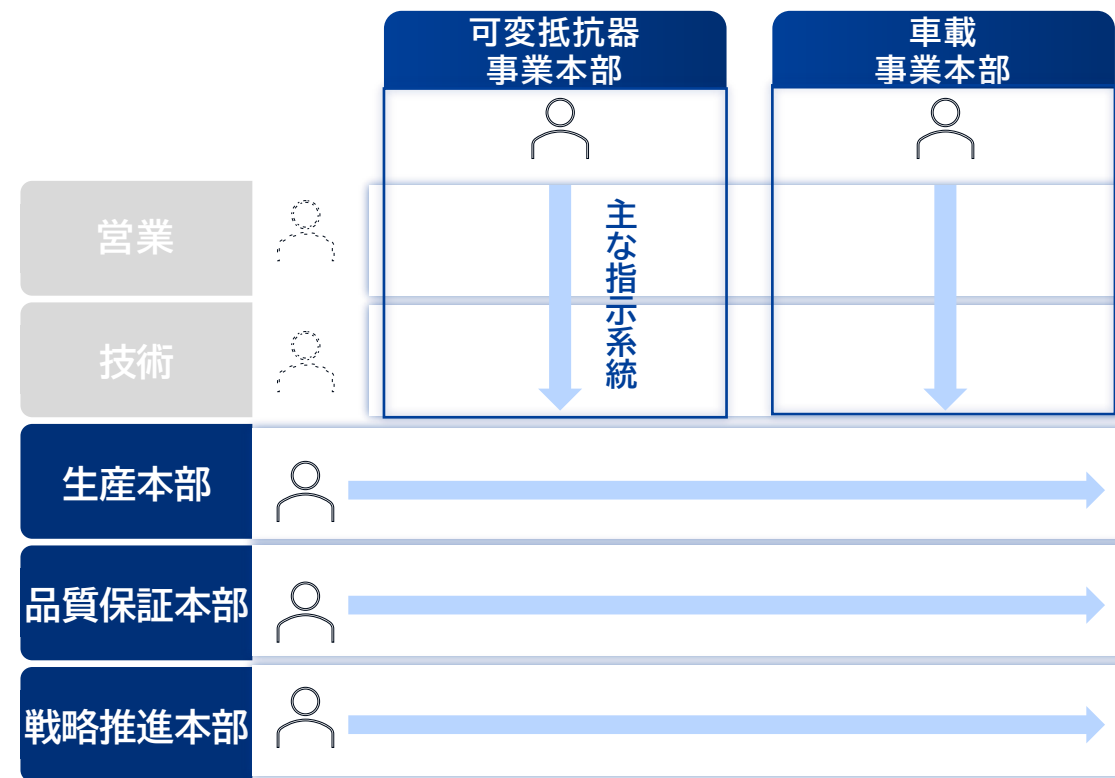 可変抵抗器
事業本部
車載
事業本部
営業
主な指示系統
技術
生産本部
品質保証本部
戦略推進本部